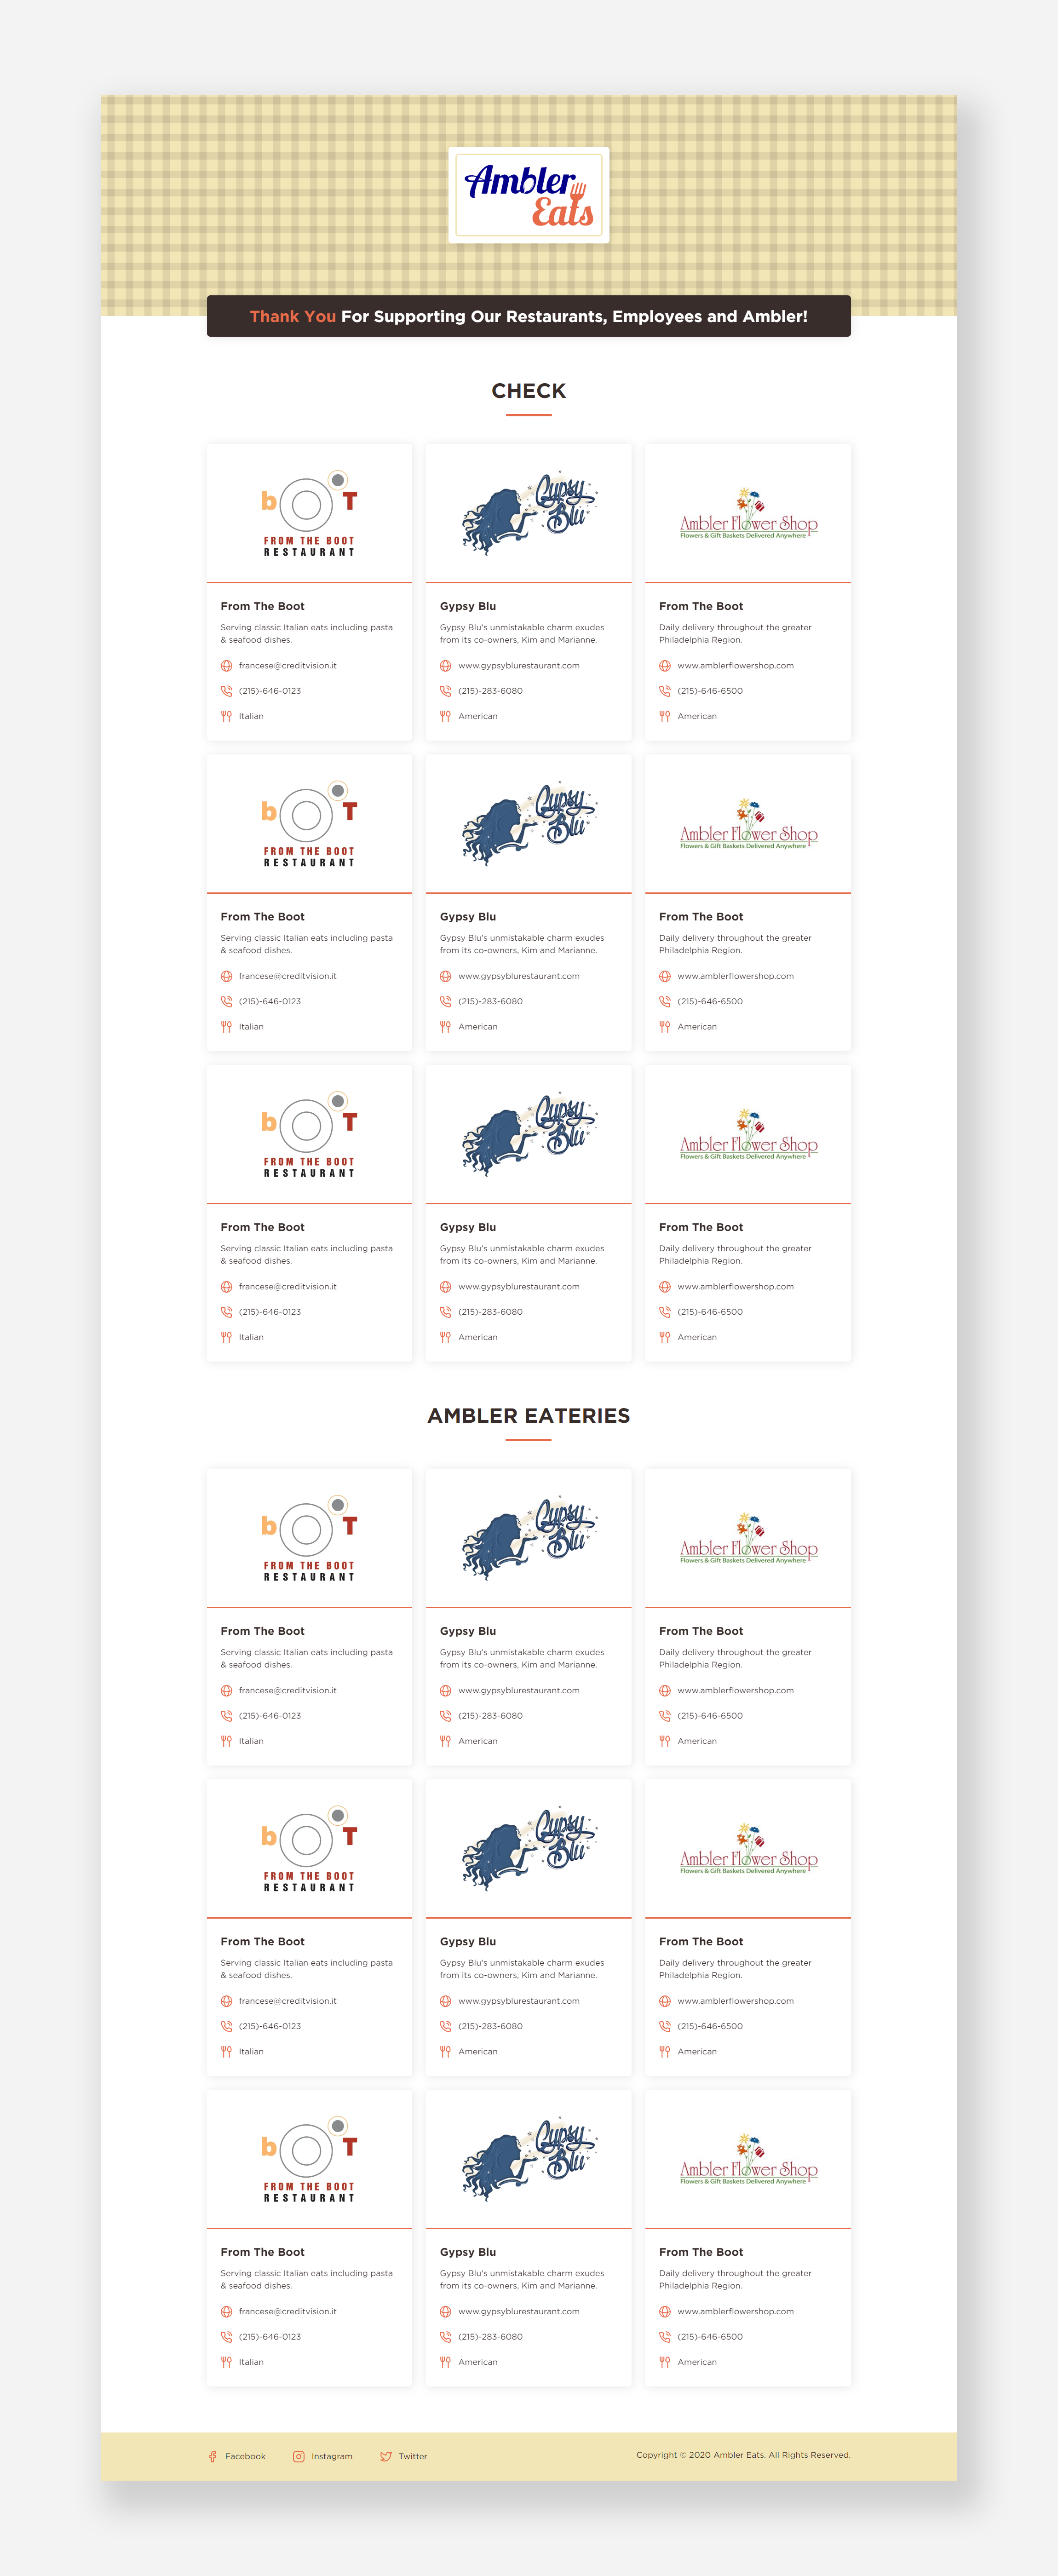 Ambler
Eats
Thank You For Supporting Our Restaurants, Employees and Ambler!
CHECK
b T
FROM THE BOOT
RESTAURANT
From The Boot
Serving classic Italian eats including pasta
& seafood dishes.
francese@creditvision.it
(215)-646-0123
Italian
Gypsy
Blu
Gypsy Blu
Gypsy Blu's unmistakable charm exudes
from its co-owners, Kim and Marianne.
www.gypsyblurestaurant.com
(215)-283-6080
American
Ambler Flower Shop
Flowers & Gift Baskets Delivered Anywhere
From The Boot
Daily delivery throughout the greater
Philadelphia Region.
www.amblerflowershop.com
(215)-646-6500
American
b T
FROM THE BOOT
RESTAURANT
From The Boot
Serving classic Italian eats including pasta
& seafood dishes.
francese@creditvision.it
(215)-646-0123
Italian
Gypsy
Blu
Gypsy Blu
Gypsy Blu's unmistakable charm exudes
from its co-owners, Kim and Marianne.
www.gypsyblurestaurant.com
(215)-283-6080
American
Ambler Flower Shop
Flowers & Gift Baskets Delivered Anywhere
From The Boot
Daily delivery throughout the greater
Philadelphia Region.
www.amblerflowershop.com
(215)-646-6500
American
b T
FROM THE BOOT
RESTAURANT
From The Boot
Serving classic Italian eats including pasta
& seafood dishes.
francese@creditvision.it
(215)-646-0123
Italian
Gypsy
Blu
Gypsy Blu
Gypsy Blu's unmistakable charm exudes
from its co-owners, Kim and Marianne.
www.gypsyblurestaurant.com
(215)-283-6080
American
Ambler Flower Shop
Flowers & Gift Baskets Delivered Anywhere
From The Boot
Daily delivery throughout the greater
Philadelphia Region.
www.amblerflowershop.com
(215)-646-6500
American
AMBLER EATERIES
b T
FROM THE BOOT
RESTAURANT
From The Boot
Serving classic Italian eats including pasta
& seafood dishes.
francese@creditvision.it
(215)-646-0123
Italian
Gypsy
Blu
Gypsy Blu
Gypsy Blu's unmistakable charm exudes
from its co-owners, Kim and Marianne.
www.gypsyblurestaurant.com
(215)-283-6080
American
Ambler Flower Shop
Flowers & Gift Baskets Delivered Anywhere
From The Boot
Daily delivery throughout the greater
Philadelphia Region.
www.amblerflowershop.com
(215)-646-6500
American
b T
FROM THE BOOT
RESTAURANT
From The Boot
Serving classic Italian eats including pasta
& seafood dishes.
francese@creditvision.it
(215)-646-0123
Italian
Gypsy
Blu
Gypsy Blu
Gypsy Blu's unmistakable charm exudes
from its co-owners, Kim and Marianne.
www.gypsyblurestaurant.com
(215)-283-6080
American
Ambler Flower Shop
Flowers & Gift Baskets Delivered Anywhere
From The Boot
Daily delivery throughout the greater
Philadelphia Region.
www.amblerflowershop.com
(215)-646-6500
American
b T
FROM THE BOOT
RESTAURANT
From The Boot
Serving classic Italian eats including pasta
& seafood dishes.
francese@creditvision.it
(215)-646-0123
Italian
Gypsy
Blu
Gypsy Blu
Gypsy Blu's unmistakable charm exudes
from its co-owners, Kim and Marianne.
www.gypsyblurestaurant.com
(215)-283-6080
American
Ambler Flower Shop
Flowers & Gift Baskets Delivered Anywhere
From The Boot
Daily delivery throughout the greater
Philadelphia Region.
www.amblerflowershop.com
(215)-646-6500
American
Facebook Instagram Twitter
Copyright © 2020 Ambler Eats. All Rights Reserved.